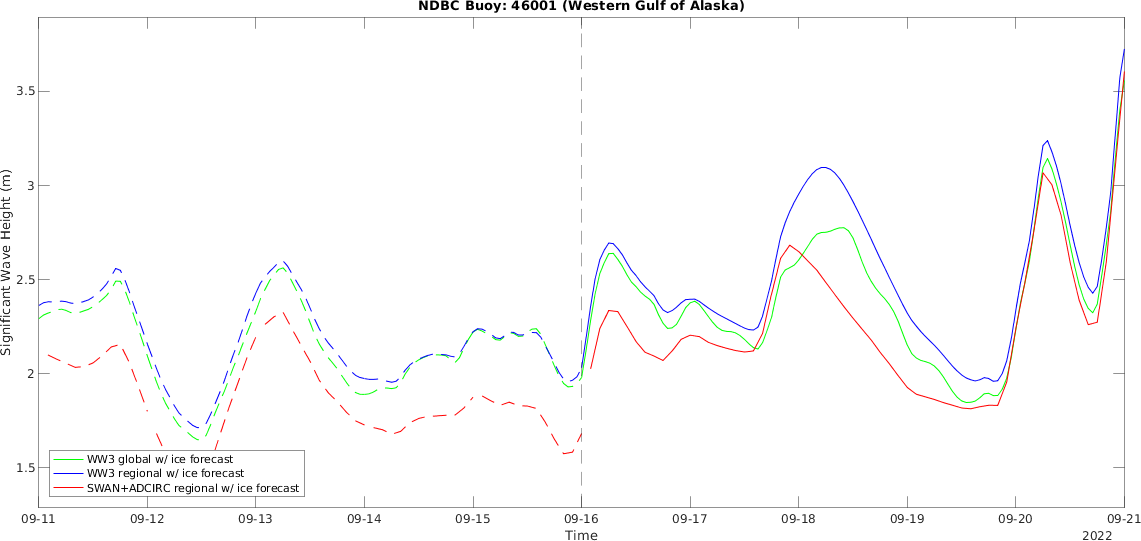 NDBC Buoy: 46001 (Western Gulf of Alaska)
Significant Wave Height (m)
3.5
3
2.5
2
1.5
WW3 global w/ ice forecast
WW3 regional w/ ice forecast
SWAN+ADCIRC regional w/ ice forecast
09-11 09-12 09-13 09-14 09-15 09-16 09-17 09-18 09-19 09-20 09-21
Time 2022